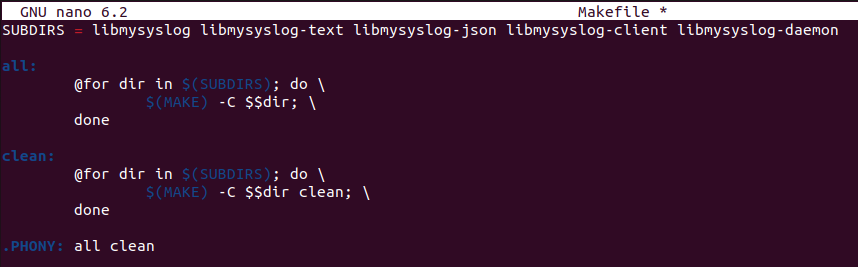 GNU nano 6.2 Makefile *
SUBDIRS = libmysyslog libmysyslog-text libmysyslog-json libmysyslog-client libmysyslog-daemon
all:
@for dir in $(SUBDIRS); do \
$(MAKE) -C $$dir; \
done
clean:
@for dir in $(SUBDIRS); do \
$(MAKE) -C $$dir clean; \
done
.PHONY: all clean